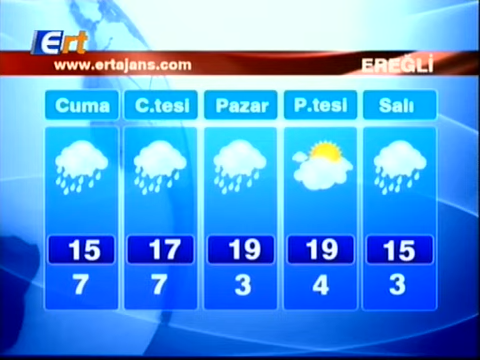 Ert
www.ertajans.com
EREĞLİ
Cuma C.tesi Pazar P.tesi Salı
15 17 19 19 15
7 7 3 4 3